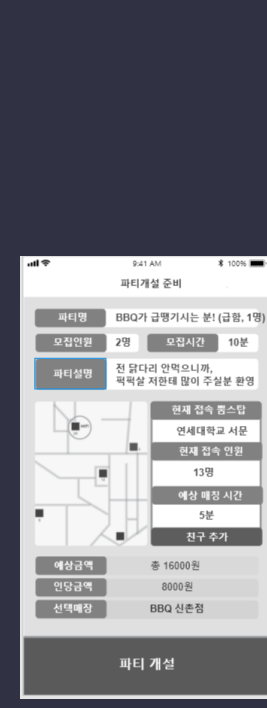 9:41 AM
100%
파티개설 준비
파티명 BBQ가 급땡기시는 분! (급함, 1명)
모집인원 2명 모집시간 10분
파티설명 전 닭다리 안먹으니까,
퍽퍽살 저한테 많이 주실분 환영
현재 접속 뿜스탑
연세대학교 서문
현재 접속 인원
13명
예상 매칭 시간
5분
친구 추가
예상금액 총 16000원
인당금액 8000원
선택매장 BBQ 신촌점
파티 개설